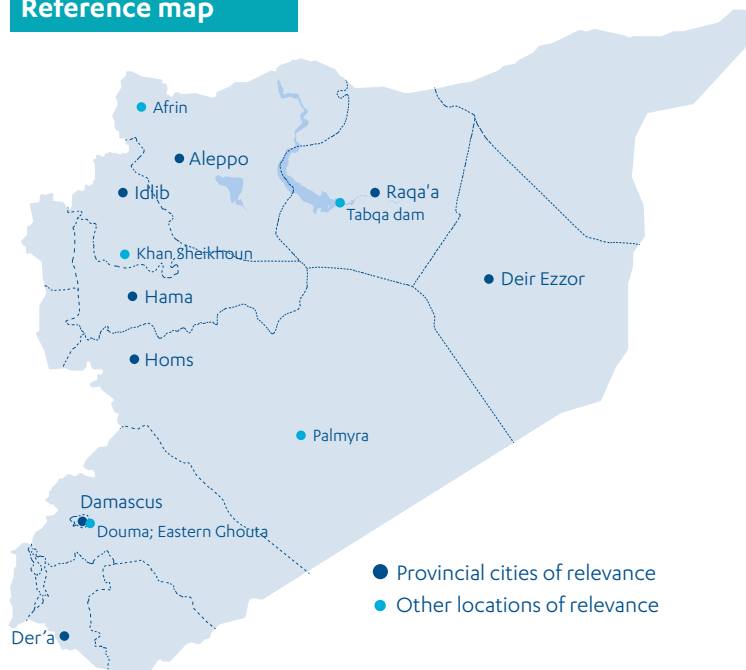 Reference map
Afrin
Aleppo
Idlib
Raqa'a
Tabqa dam
Khan Sheikhoun
Deir Ezzor
Hama
Homs
Palmyra
Damascus
Douma; Eastern Ghouta
Provincial cities of relevance
Other locations of relevance
Der’a